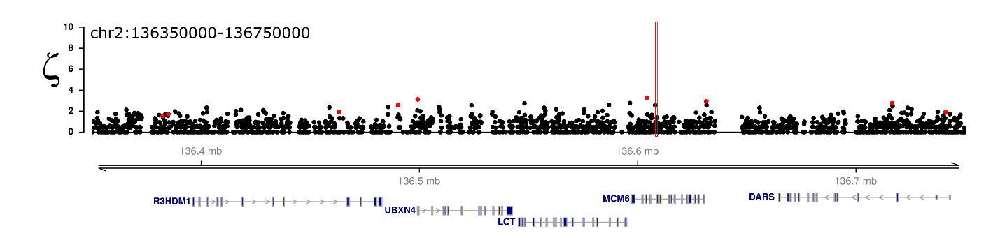 10
chr2:136350000-136750000
8
ζ
6
4
2
0
136.4 mb
136.6 mb
136.5 mb
136.7 mb
R3HDM1
UBXN4
LCT
MCM6
DARS